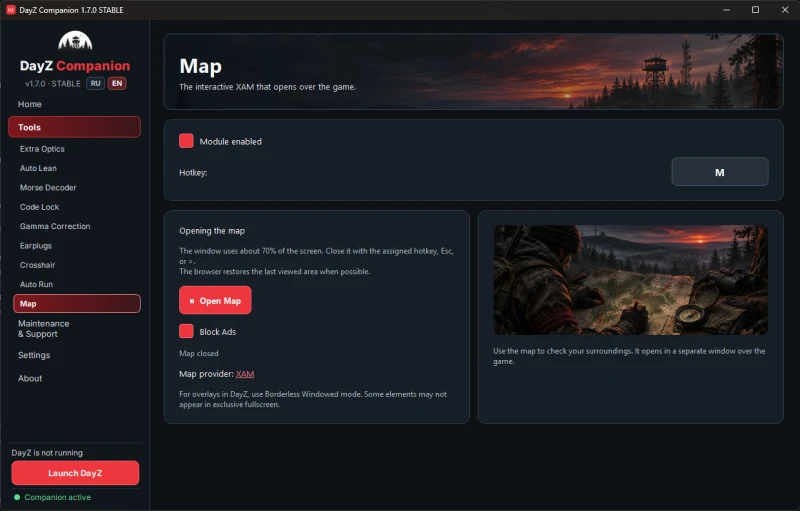 DZ DayZ Companion 1.7.0 STABLE
DayZ Companion
v1.7.0 · STABLE RU EN
Home
Tools
Extra Optics
Auto Lean
Morse Decoder
Code Lock
Gamma Correction
Earplugs
Crosshair
Auto Run
Map
Maintenance
& Support
Settings
About
DayZ is not running
Launch DayZ
Companion active
Map
The interactive XAM that opens over the game.
Module enabled
Hotkey:
M
Opening the map
The window uses about 70% of the screen. Close it with the assigned hotkey, Esc,
or ×.
The browser restores the last viewed area when possible.
Open Map
Block Ads
Map closed
Map provider: XAM
For overlays in DayZ, use Borderless Windowed mode. Some elements may not
appear in exclusive fullscreen.
Use the map to check your surroundings. It opens in a separate window over the
game.